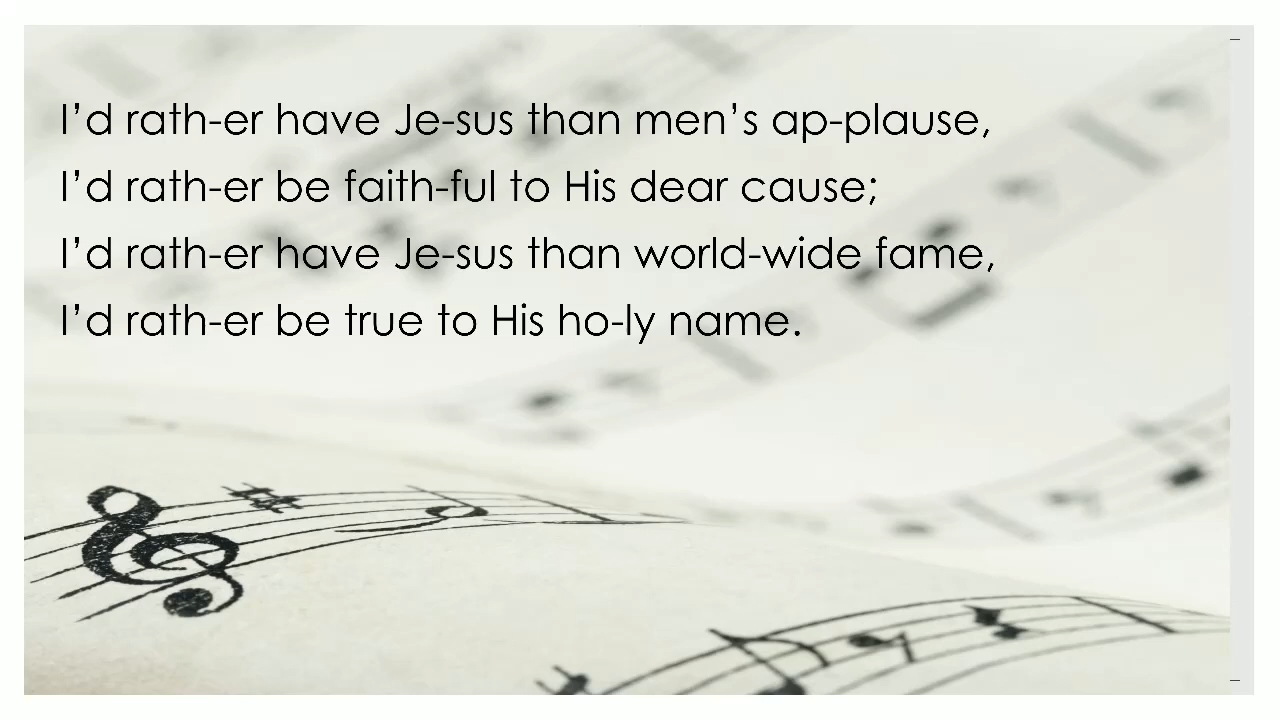 I’d rath-er have Je-sus than men’s ap-plause,
I’d rath-er be faith-ful to His dear cause;
I’d rath-er have Je-sus than world-wide fame,
I’d rath-er be true to His ho-ly name.